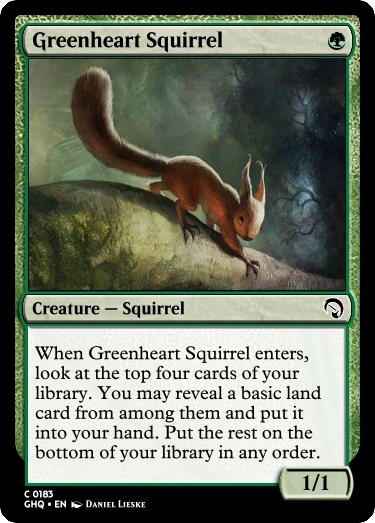 Greenheart Squirrel
Creature — Squirrel
When Greenheart Squirrel enters,
look at the top four cards of your
library. You may reveal a basic land
card from among them and put it
into your hand. Put the rest on the
bottom of your library in any order.
1/1
C 0183
GHQ • EN Daniel Lieske